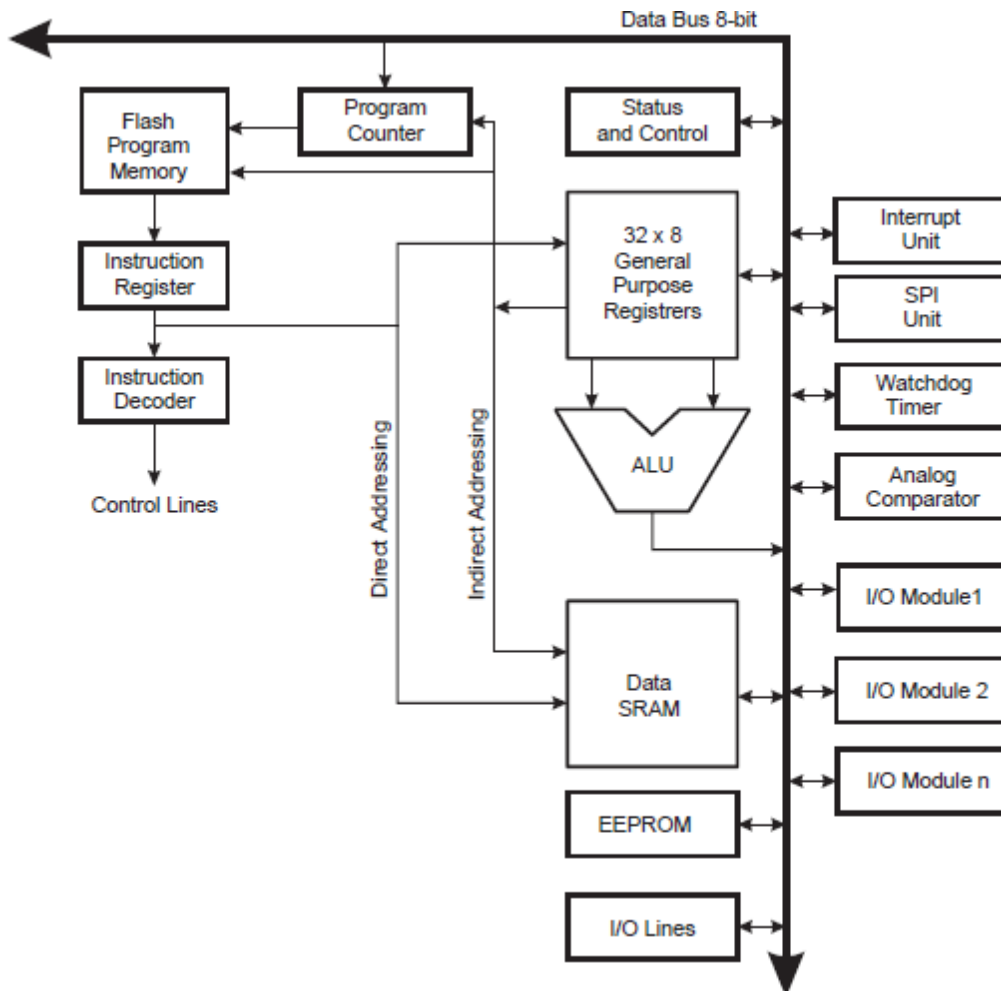 Data Bus 8-bit
Flash
Program
Memory
Program
Counter
Status
and Control
Instruction
Register
32 x 8
General
Purpose
Registrers
Interrupt
Unit
SPI
Unit
Instruction
Decoder
Watchdog
Timer
Control Lines
Direct Addressing
Indirect Addressing
ALU
Analog
Comparator
I/O Module1
Data
SRAM
I/O Module 2
I/O Module n
EEPROM
I/O Lines